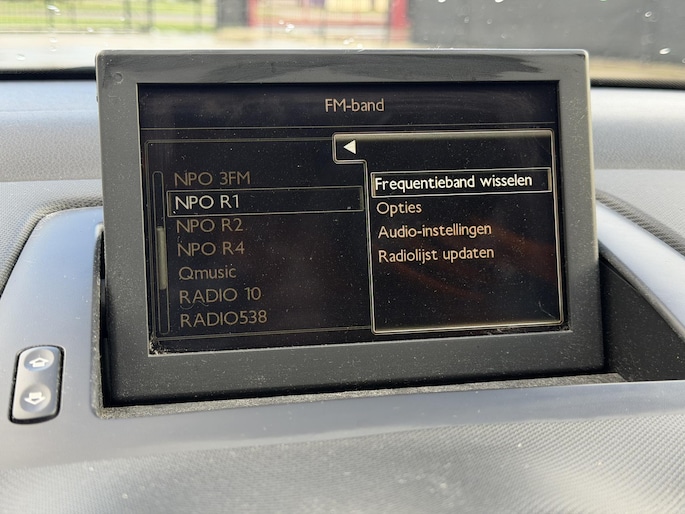 FM-band
NPO 3FM
NPO R1
NPO R2
NPO R4
Qmusic
RADIO 10
RADIO538
Frequentieband wisselen
Opties
Audio-instellingen
Radiolijst updaten